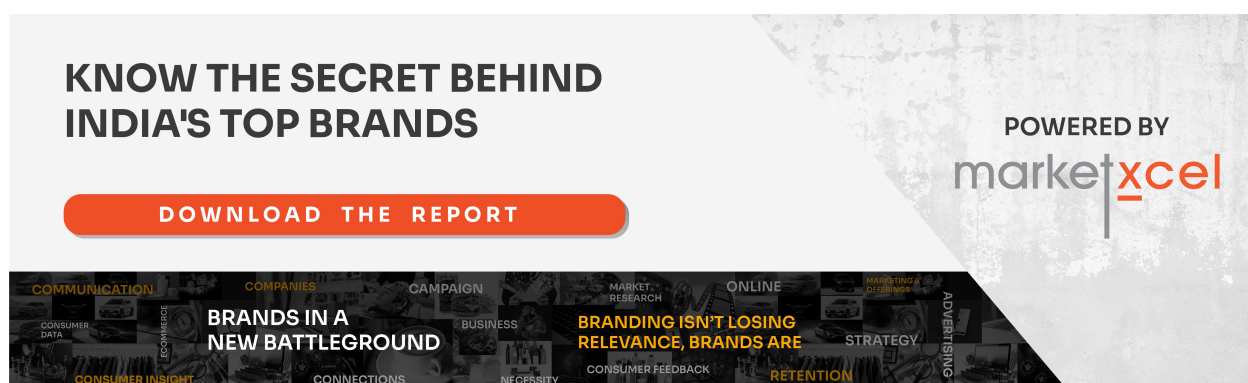 KNOW THE SECRET BEHIND
INDIA'S TOP BRANDS
DOWNLOAD THE REPORT
POWERED BY
marketxcel
COMMUNICATION
COMPANIES
CAMPAIGN
MARKET
RESEARCH
ONLINE
MARKETING &
OFFERINGS
ADVERTISING
CONSUMER
DATA
ECOMMERCE
BRANDS IN A
NEW BATTLEGROUND
BUSINESS
BRANDING ISN'T LOSING
RELEVANCE, BRANDS ARE
STRATEGY
CONSUMER INSIGHT
CONNECTIONS
NECESSITY
CONSUMER FEEDBACK
RETENTION